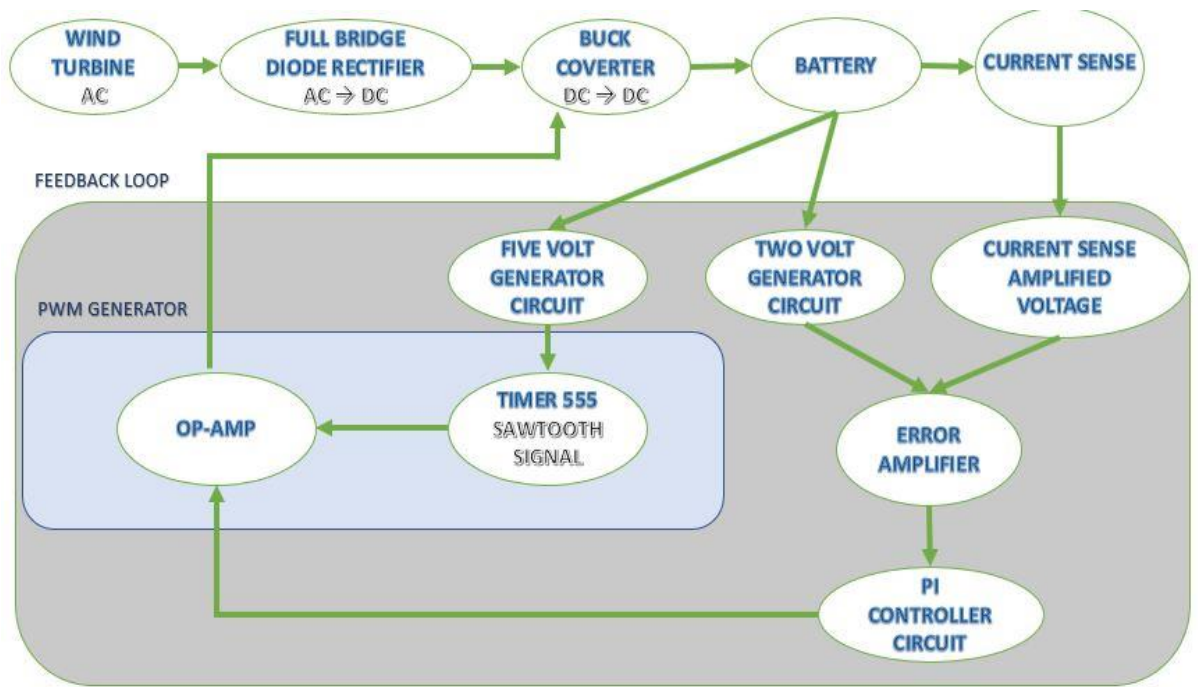 WIND
TURBINE
AC
FULL BRIDGE
DIODE RECTIFIER
AC → DC
BUCK
COVERTER
DC → DC
BATTERY
CURRENT SENSE
FEEDBACK LOOP
FIVE VOLT
GENERATOR
CIRCUIT
TWO VOLT
GENERATOR
CIRCUIT
CURRENT SENSE
AMPLIFIED
VOLTAGE
PWM GENERATOR
OP-AMP
TIMER 555
SAWTOOTH
SIGNAL
ERROR
AMPLIFIER
PI
CONTROLLER
CIRCUIT